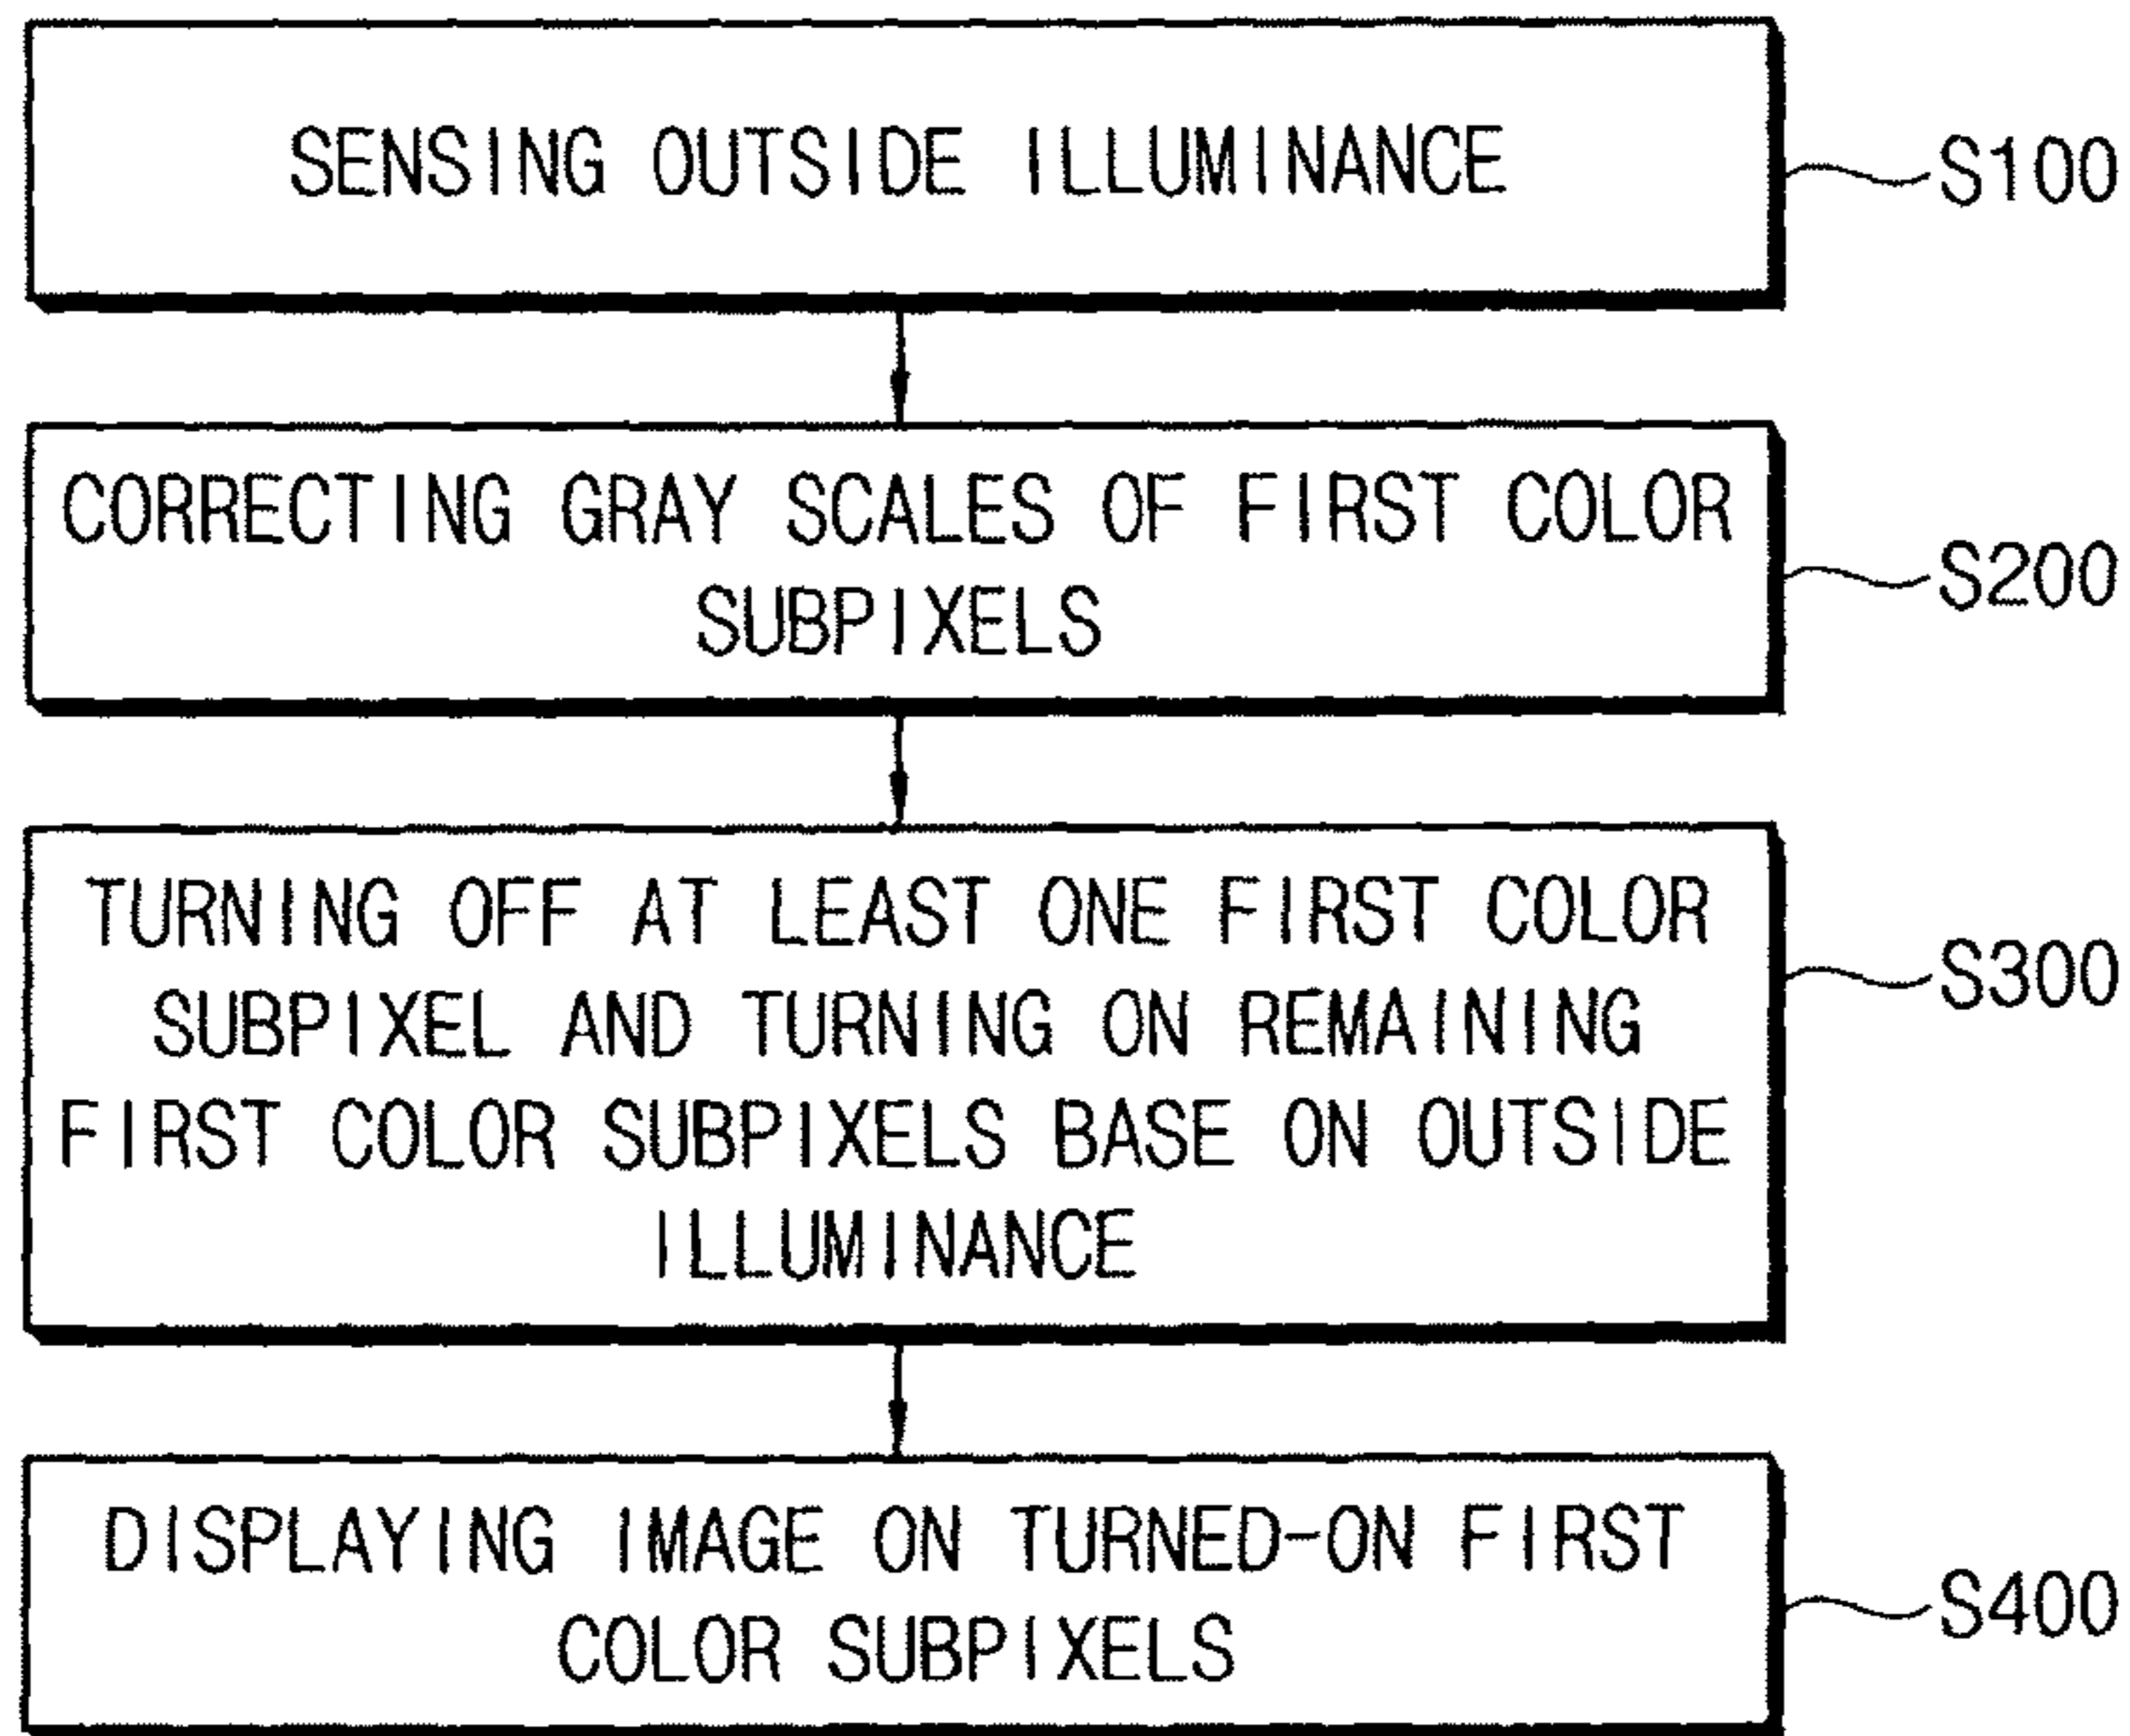 SENSING OUTSIDE ILLUMINANCE
S100
CORRECTING GRAY SCALES OF FIRST COLOR
SUBPIXELS
S200
TURNING OFF AT LEAST ONE FIRST COLOR
SUBPIXEL AND TURNING ON REMAINING
FIRST COLOR SUBPIXELS BASE ON OUTSIDE
ILLUMINANCE
S300
DISPLAYING IMAGE ON TURNED-ON FIRST
COLOR SUBPIXELS
S400